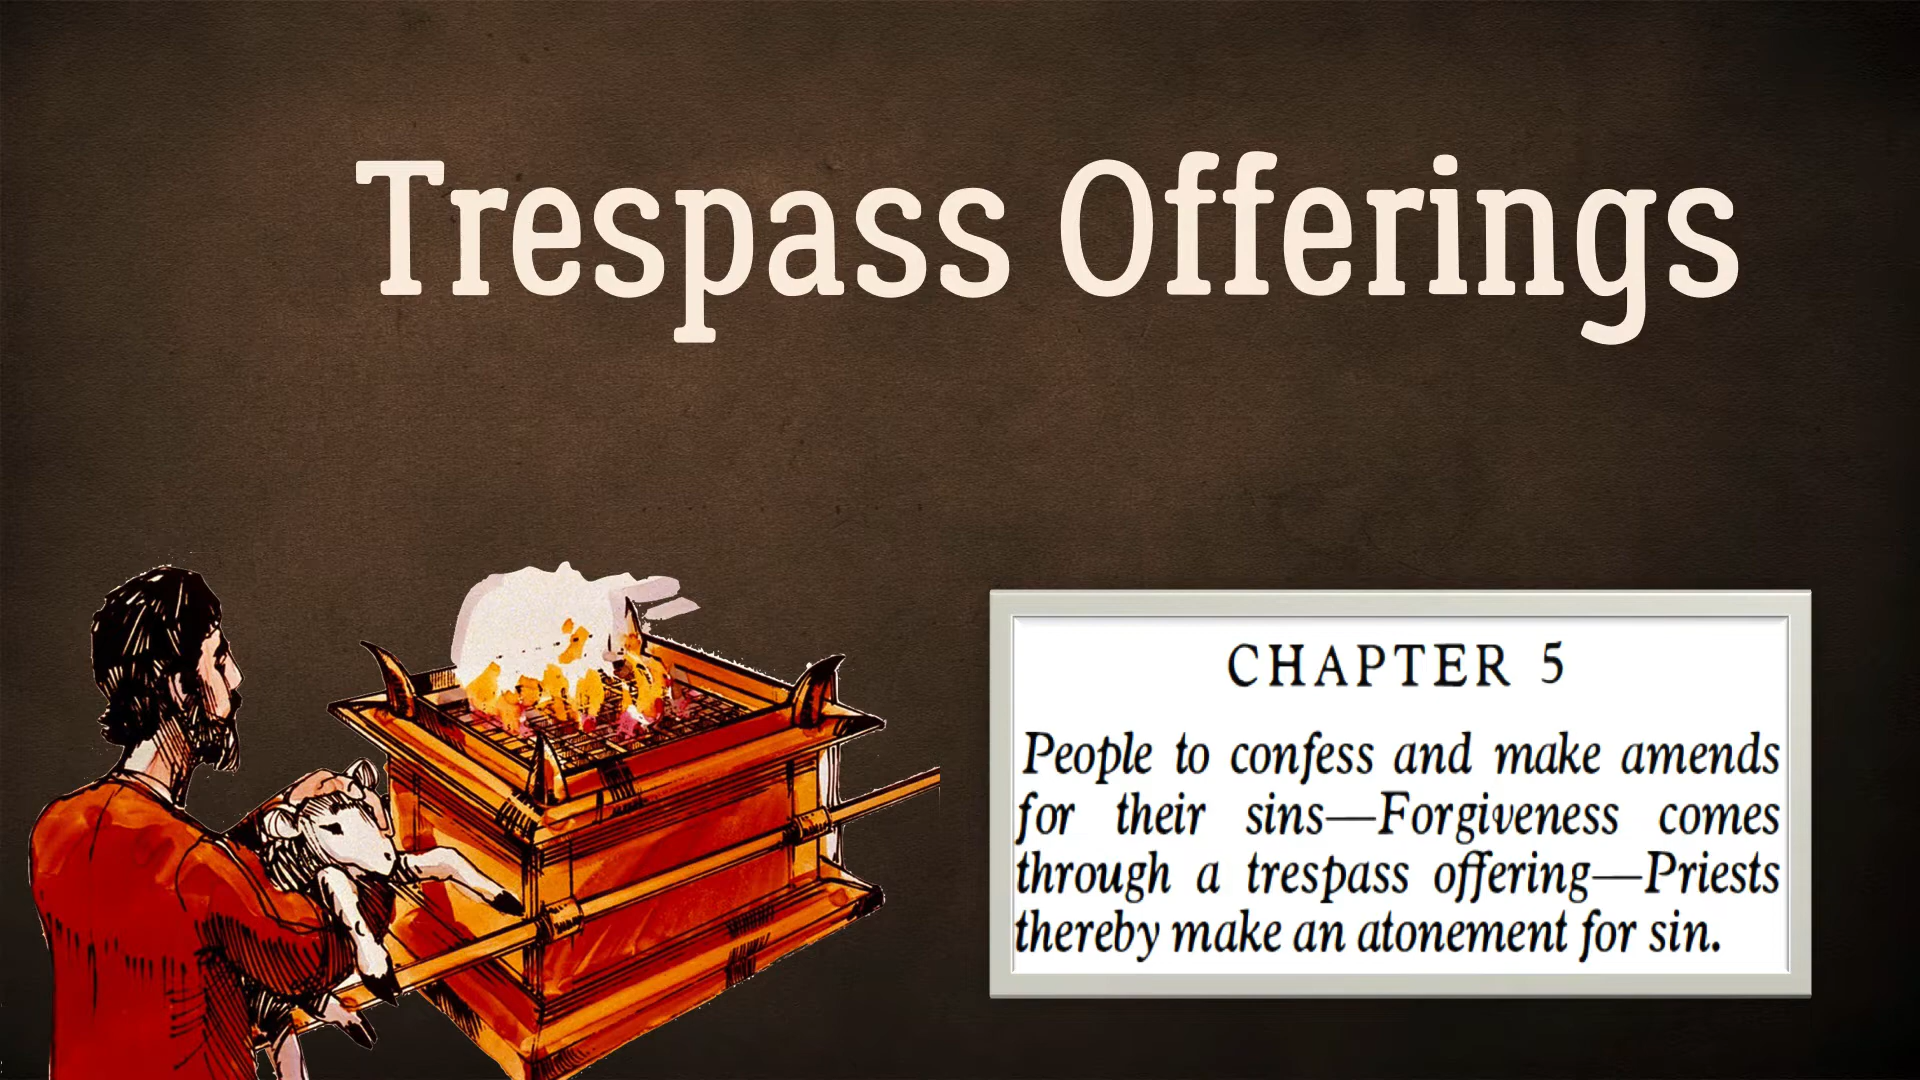 Trespass Offerings
CHAPTER 5
People to confess and make amends
for their sins—Forgiveness comes
through a trespass offering—Priests
thereby make an atonement for sin.